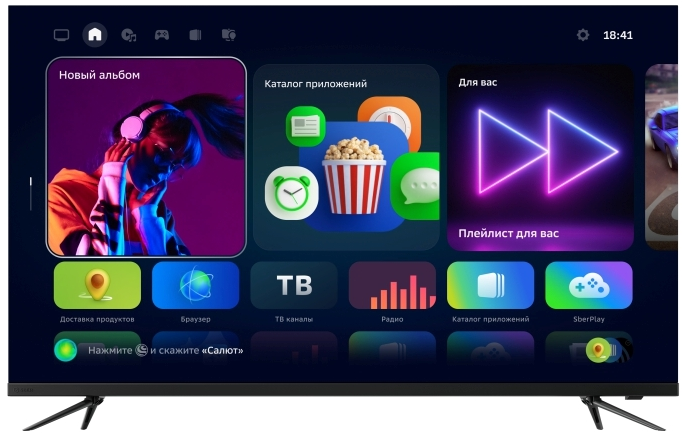 18:41
Новый альбом
Каталог приложений
Для вас
Плейлист для вас
ТВ
Доставка продуктов
Браузер
ТВ каналы
Радио
Каталог приложений
SberPlay
Нажмите и скажите «Салют»